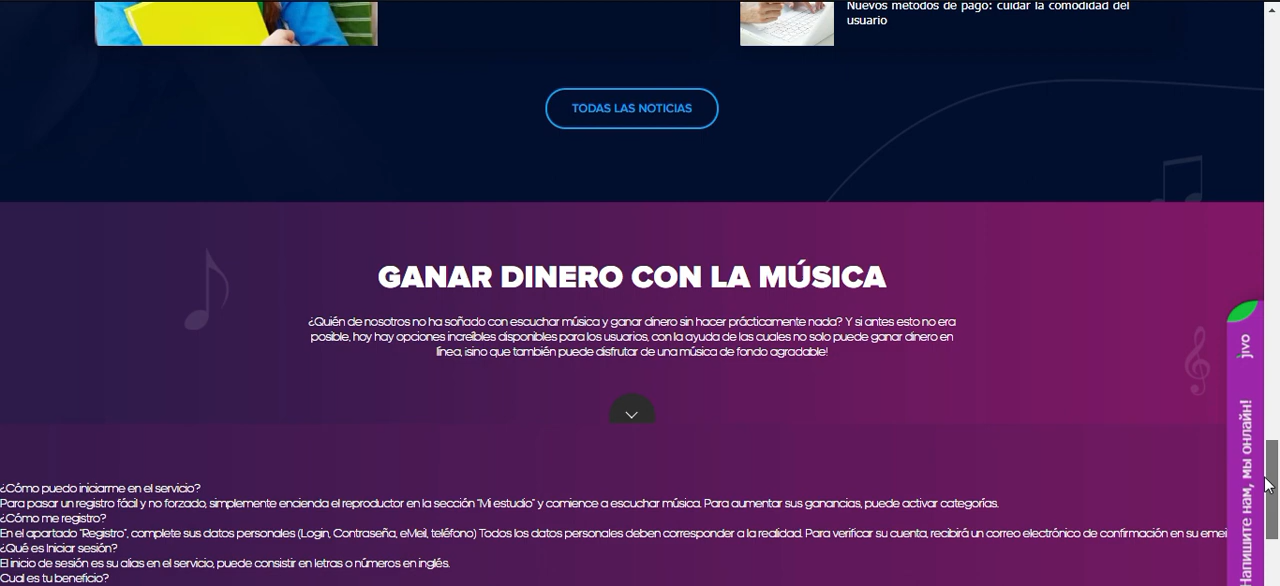 Nuevos métodos de pago: cuidar la comodidad del
usuario
TODAS LAS NOTICIAS
GANAR DINERO CON LA MÚSICA
¿Quién de nosotros no ha soñado con escuchar música y ganar dinero sin hacer prácticamente nada? Y si antes esto no era
posible, hoy hay opciones increíbles disponibles para los usuarios, con la ayuda de las cuales no solo puede ganar dinero en
línea, ¡sino que también puede disfrutar de una música de fondo agradable!
jivo
Напишите нам, мы онлайн!
¿Cómo puedo iniciarme en el servicio?
Para pasar un registro fácil y no forzado, simplemente encienda el reproductor en la sección "Mi estudio" y comience a escuchar música. Para aumentar sus ganancias, puede activar categorías.
¿Cómo me registro?
En el apartado "Registro", complete sus datos personales (Login, Contraseña, eMeil, teléfono) Todos los datos personales deben corresponder a la realidad. Para verificar su cuenta, recibirá un correo electrónico de confirmación en su emei
¿Qué es Iniciar sesión?
El inicio de sesión es su alias en el servicio, puede consistir en letras o números en inglés.
Cual es tu beneficio?